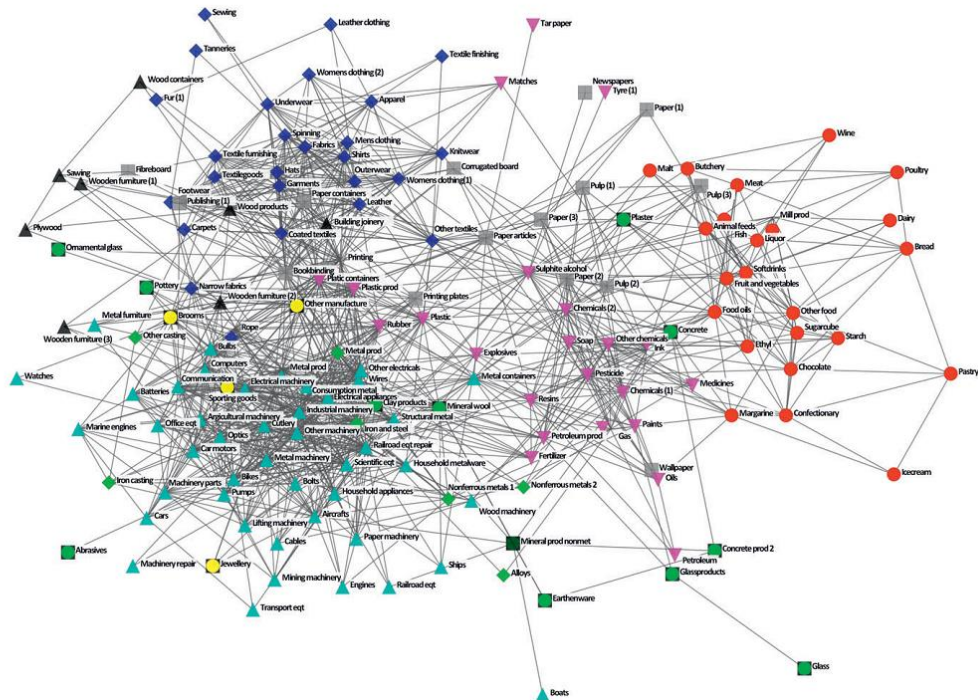 Sewing
Leather clothing
Tar paper
Tanneries
Textile finishing
Wood containers
Womens clothing (2)
Matches
Newspapers
Tyre (1)
Fur (1)
Underwear
Apparel
Paper (1)
Wine
Spinning
Mens clothing
Fabrics
Knitwear
Textile furnishing
Shirts
Corrugated board
Fibreboard
Malt
Butchery
Poultry
Sawing
Textilegoods
Hats
Outerwear
Womens clothing(1)
Wooden furniture (1)
Garments
Pulp (1)
Pulp (3)
Meat
Footwear
Paper containers
Publishing (1)
Wood products
Leather
Plywood
Carpets
Building joinery
Coated textiles
Other textiles
Paper articles
Paper (3)
Plaster
Animal feeds
Mill prod
Dairy
Fish
Liquor
Bread
Ornamental glass
Printing
Bookbinding
Sulphite alcohol
Softdrinks
Pottery
Narrow fabrics
Platic containers
Plastic prod
Paper (2)
Pulp (2)
Fruit and vegetables
Wooden furniture (2)
Printing plates
Other manufacture
Chemicals (2)
Food oils
Other food
Metal furniture
Brooms
Rubber
Plastic
Sugarcube
Wooden furniture (3)
Other casting
Rope
Concrete
Soap
Other chemicals
Ink
Ethyl
Starch
Bulbs
Metal prod
Explosives
Computers
Metal prod
Other electricals
Wires
Chocolate
Pastry
Watches
Communication
Electrical machinery
Metal containers
Pesticide
Medicines
Batteries
Sporting goods
Consumption metal
Electrical appliances
Chemicals (1)
Clay products
Mineral wool
Resins
Argicultural machinery
Industrial machinery
Structural metal
Margarine
Confectionary
Marine engines
Office eqt
Cutlery
Iron and steel
Paints
Optics
Other machinery
Petroleum prod
Gas
Car motors
Railroad eqt repair
Metal machinery
Scientific eqt
Household metalware
Fertilizer
Wallpaper
Oils
Icecream
Iron casting
Machinery parts
Bikes
Bolts
Nonferrous metals 1
Nonferrous metals 2
Pumps
Household appliances
Wood machinery
Cars
Lifting machinery
Aircrafts
Cables
Paper machinery
Mineral prod nonmet
Concrete prod 2
Abrasives
Petroleum
Machinery repair
Jewellery
Ships
Alloys
Glassproducts
Mining machinery
Engines
Railroad eqt
Earthenware
Transport eqt
Glass
Boats